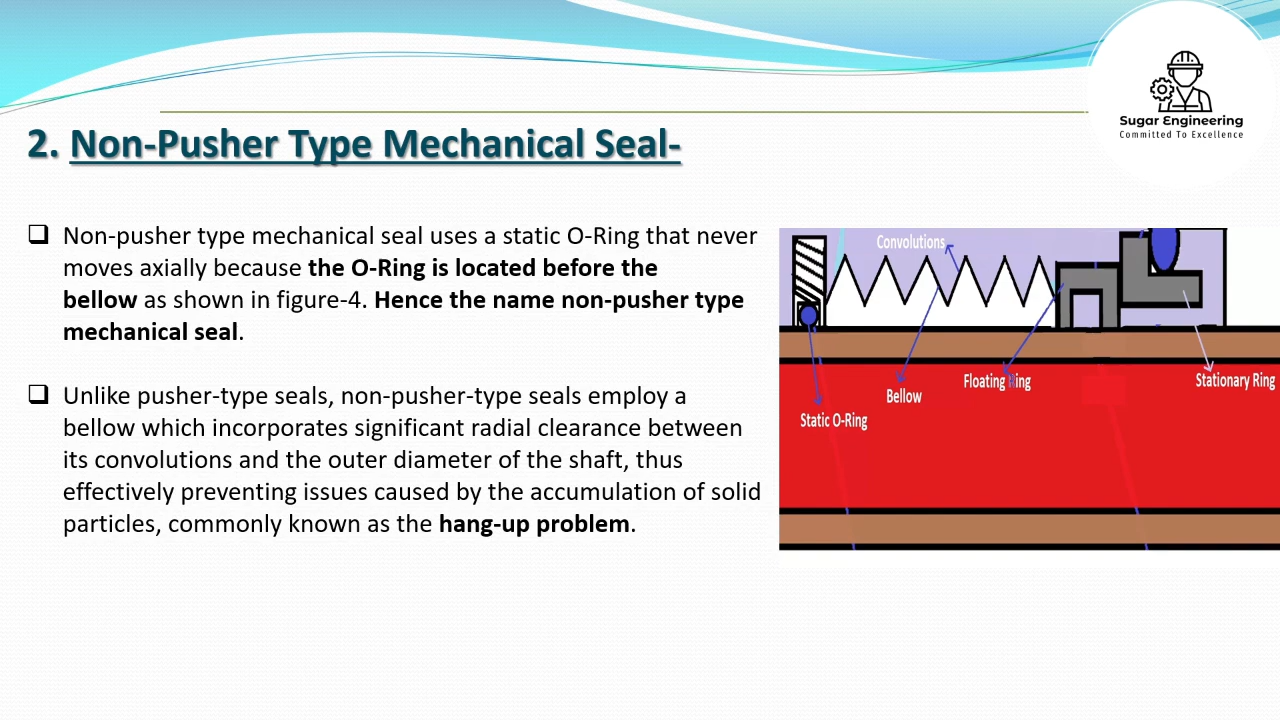 Sugar Engineering
Committed To Excellence
2. Non-Pusher Type Mechanical Seal-
Non-pusher type mechanical seal uses a static O-Ring that never
moves axially because the O-Ring is located before the
bellow as shown in figure-4. Hence the name non-pusher type
mechanical seal.
Unlike pusher-type seals, non-pusher-type seals employ a
bellow which incorporates significant radial clearance between
its convolutions and the outer diameter of the shaft, thus
effectively preventing issues caused by the accumulation of solid
particles, commonly known as the hang-up problem.
Convolutions
Floating Ring
Stationary Ring
Bellow
Static O-Ring